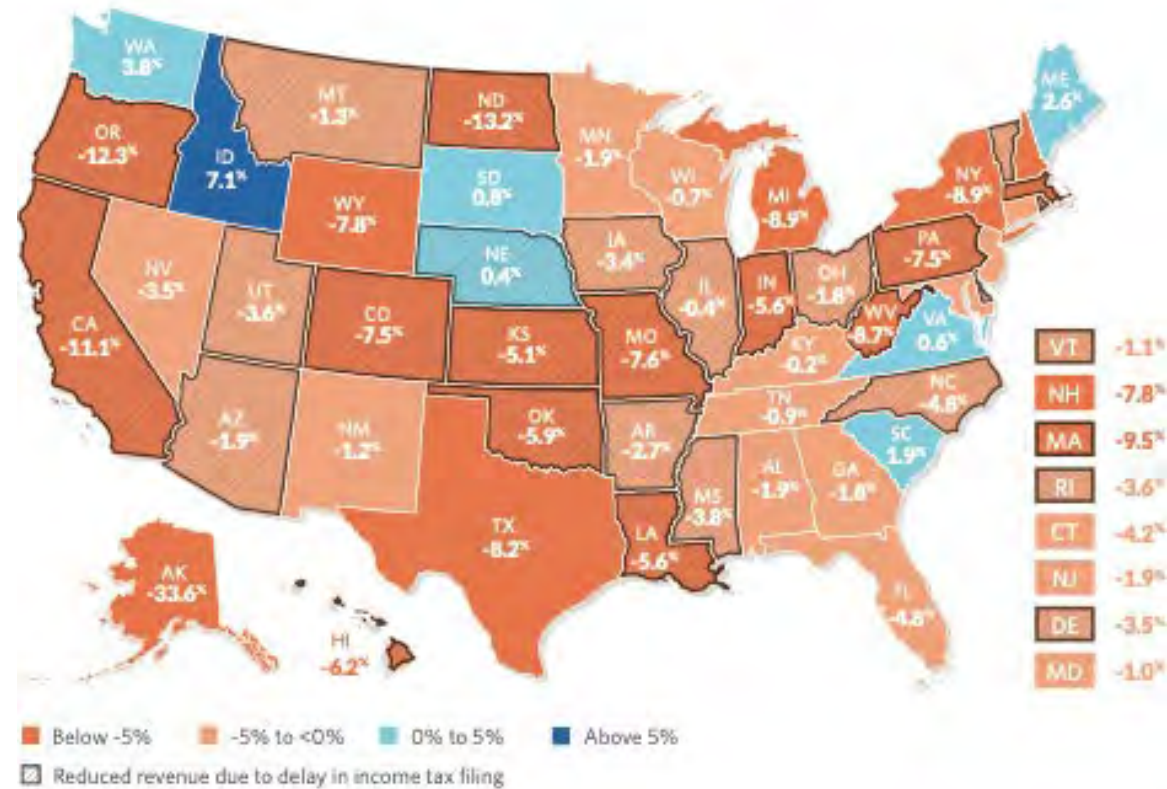 WA
3.8%
MT
-1.3%
ND
-13.2%
OR
-12.3%
ID
7.1%
WY
-7.8%
SD
0.8%
MN
-1.9%
WI
-0.7%
MI
-8.9%
NY
-8.9%
ME
2.6%
NV
-3.5%
UT
-3.6%
CA
-11.1%
CO
-7.5%
NE
0.4%
IA
-3.4%
IL
-0.4%
IN
-5.6%
OH
-1.8%
PA
-7.5%
WV
-8.7%
VA
0.6%
KS
-5.1%
MO
-7.6%
KY
-0.2%
NC
-4.8%
AZ
-1.9%
NM
-1.2%
OK
-5.9%
AR
-2.7%
TN
-0.9%
SC
1.9%
TX
-8.2%
LA
-5.6%
MS
-3.8%
AL
-1.9%
GA
-1.8%
FL
-4.8%
AK
-33.6%
HI
-6.2%
VT -1.1%
NH -7.8%
MA -9.5%
RI -3.6%
CT -4.2%
NJ -1.9%
DE -3.5%
MD -1.0%
Below -5% -5% to <0% 0% to 5% Above 5%
Reduced revenue due to delay in income tax filing